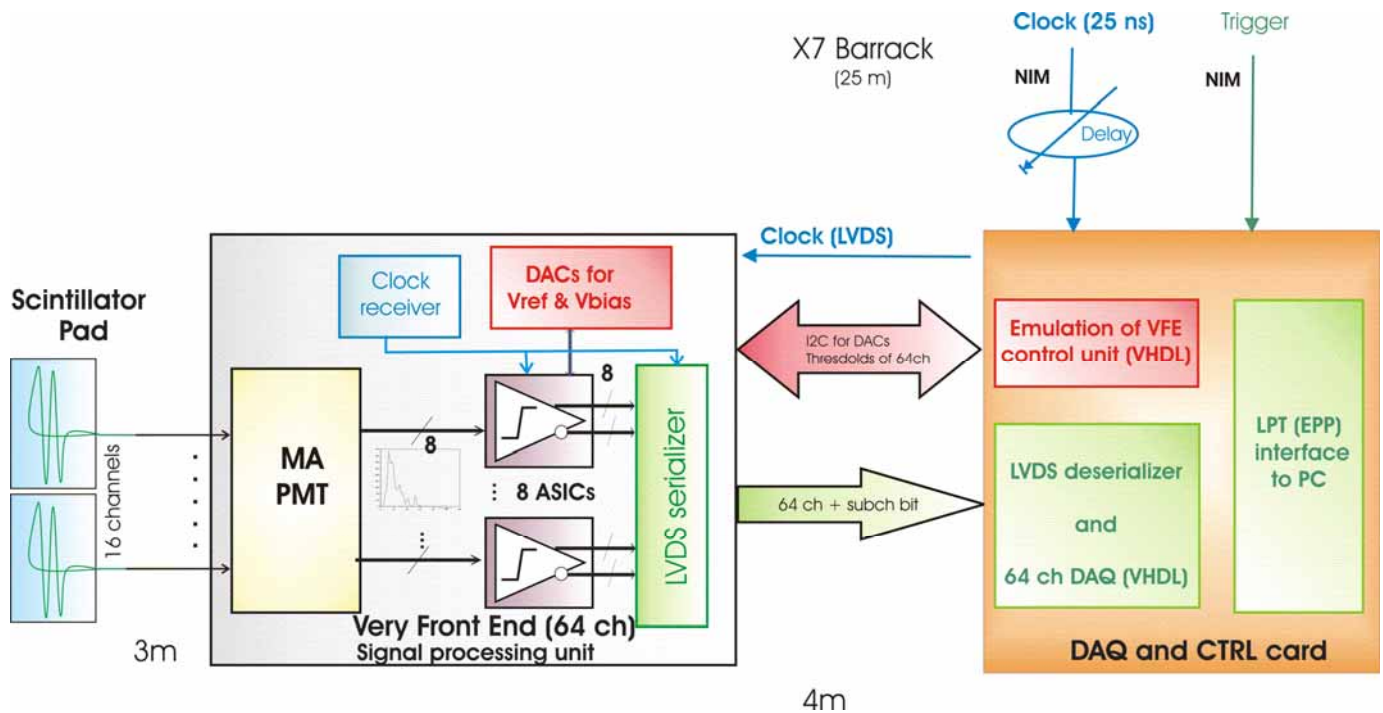 Clock (25 ns)
Trigger
X7 Barrack
(25 m)
NIM
NIM
Delay
Clock (LVDS)
Scintillator
Pad
Clock
receiver
DACs for
Vref & Vbias
I2C for DACs
Thresdolds of 64ch
Emulation of VFE
control unit (VHDL)
8
MA
PMT
8
16 channels
8 ASICs
LVDS serializer
64 ch + subch bit
LVDS deserializer
and
64 ch DAQ (VHDL)
LPT (EPP)
interface
to PC
8
Very Front End (64 ch)
Signal processing unit
DAQ and CTRL card
3m
4m